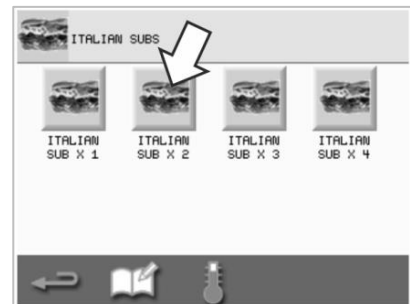 ITALIAN SUBS
ITALIAN
SUB X 1
ITALIAN
SUB X 2
ITALIAN
SUB X 3
ITALIAN
SUB X 4